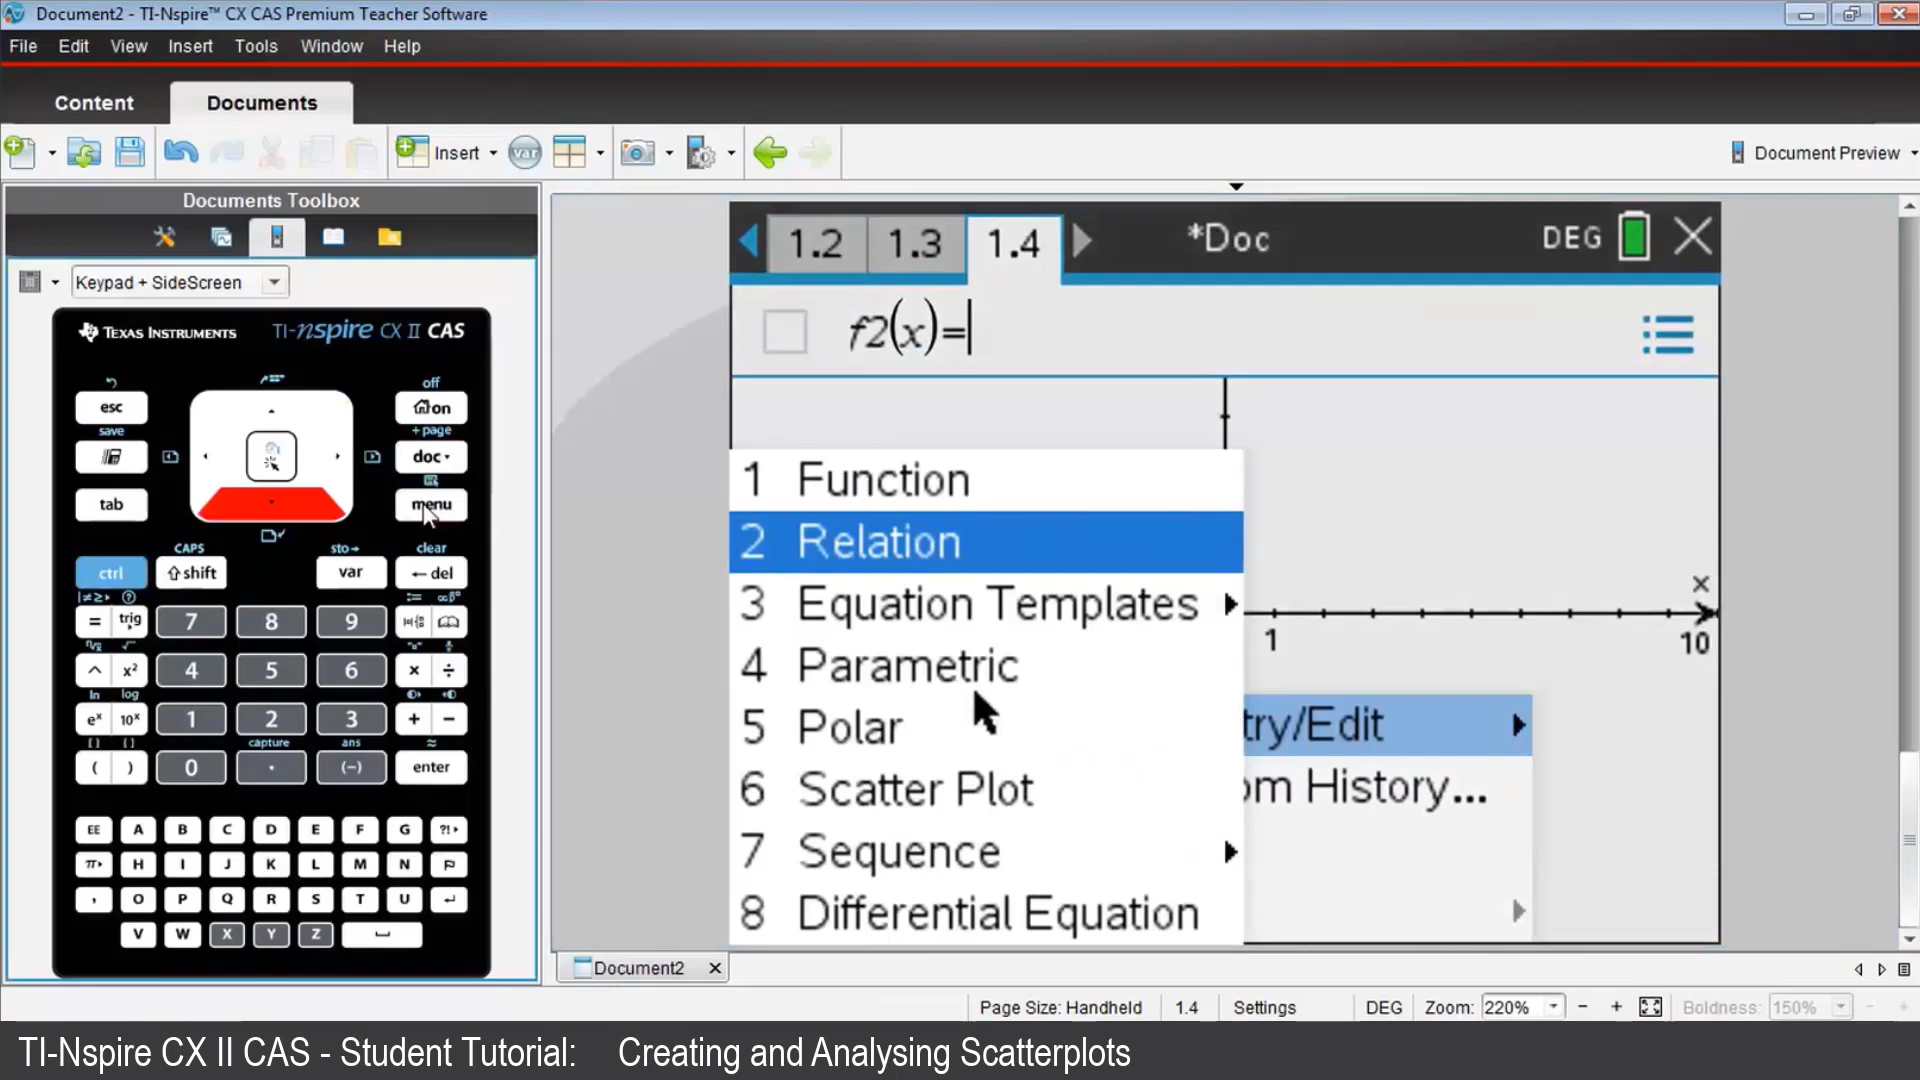 Document2 - TI-Nspire™ CX CAS Premium Teacher Software
File Edit View Insert Tools Window Help
Content Documents
Insert var Document Preview
Documents Toolbox
Keypad + SideScreen
TEXAS INSTRUMENTS TI-nspire CX II CAS
off
esc on
save + page
doc
tab menu
CAPS sto→ clear
ctrl shift var ←del
= trig 7 8 9
^ x² 4 5 6 × ÷
ln log
eˣ 10ˣ 1 2 3 + −
capture ans ≈
( ) 0 . (−) enter
EE A B C D E F G ?!
π H I J K L M N
, O P Q R S T U
V W X Y Z
1.2 1.3 1.4 *Doc DEG
f2(x)=
1 Function
2 Relation
3 Equation Templates
4 Parametric
5 Polar
6 Scatter Plot
7 Sequence
8 Differential Equation
x
1 10
try/Edit
om History...
Document2
Page Size: Handheld 1.4 Settings DEG Zoom: 220% − + Boldness: 150% − +
TI-Nspire CX II CAS - Student Tutorial: Creating and Analysing Scatterplots